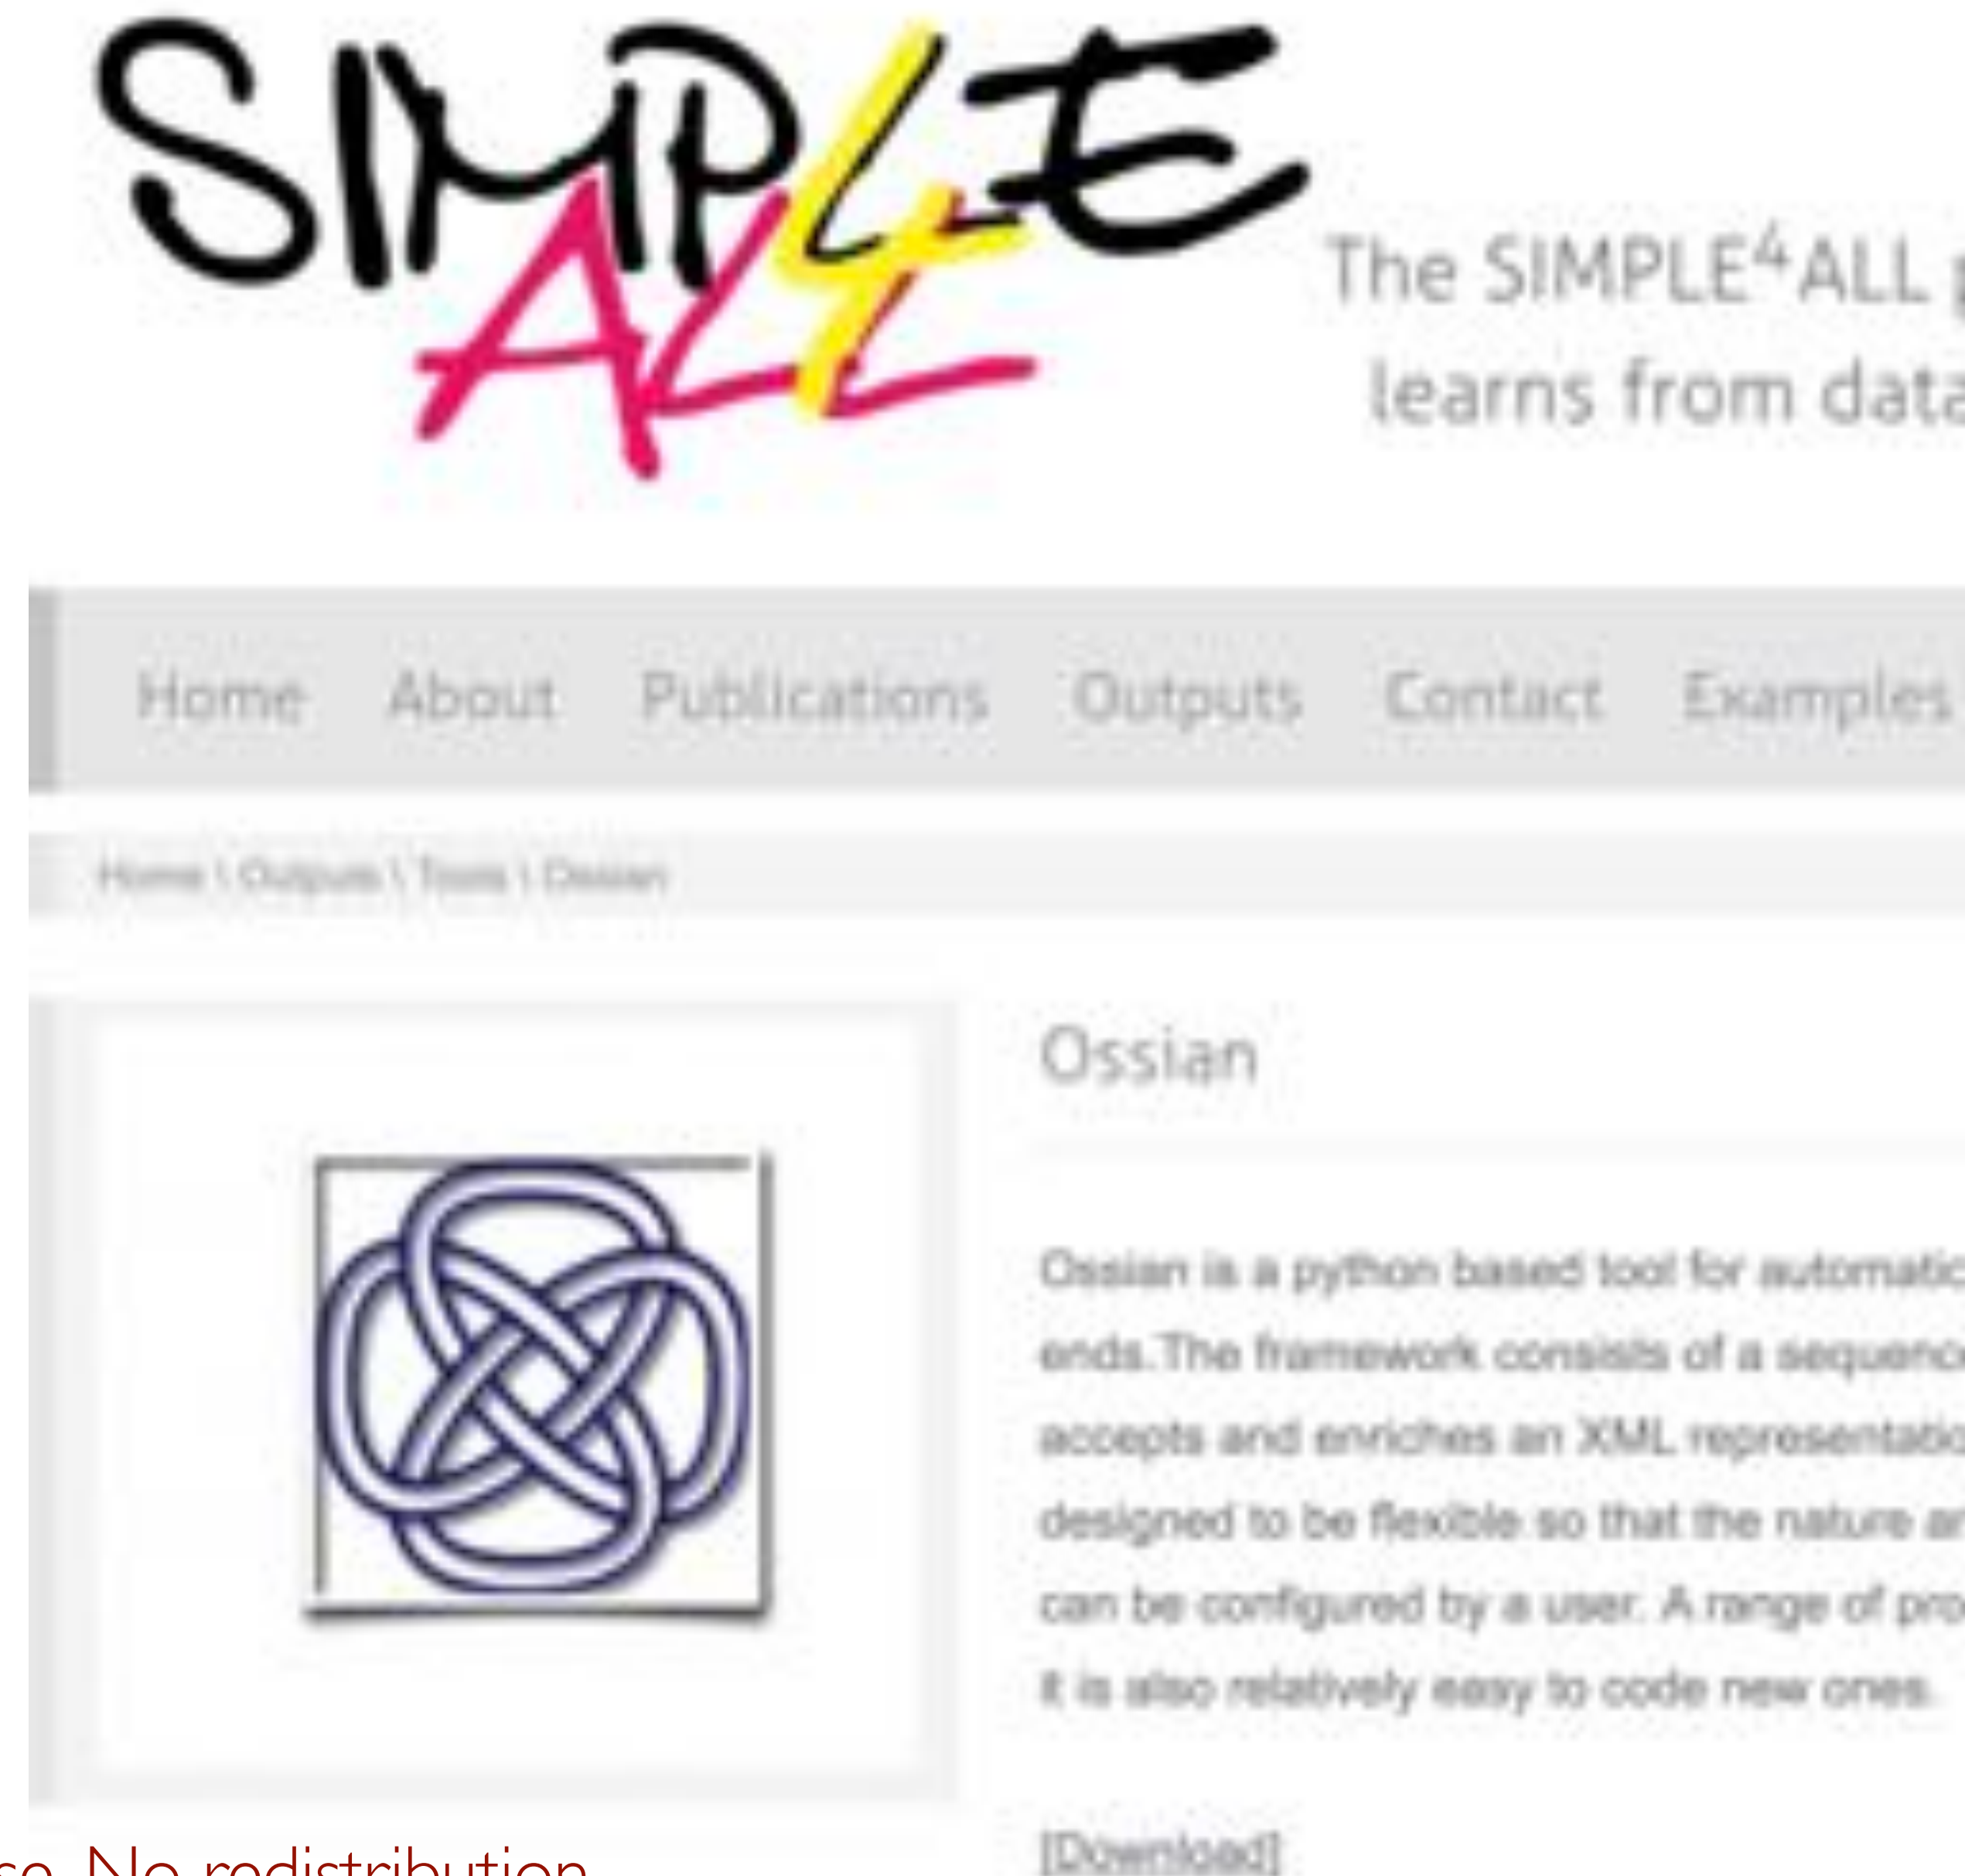 SIMPLE
4
ALL
The SIMPLE4ALL
learns from data
Home About Publications Outputs Contact Examples
Home \ Outputs \ Tools \ Ossian
Ossian
Ossian is a python based tool for automatic
ends.The framework consists of a sequence
accepts and enriches an XML representatio
designed to be flexible so that the nature an
can be configured by a user. A range of pro
it is also relatively easy to code new ones.
[Download]
se. No redistribution